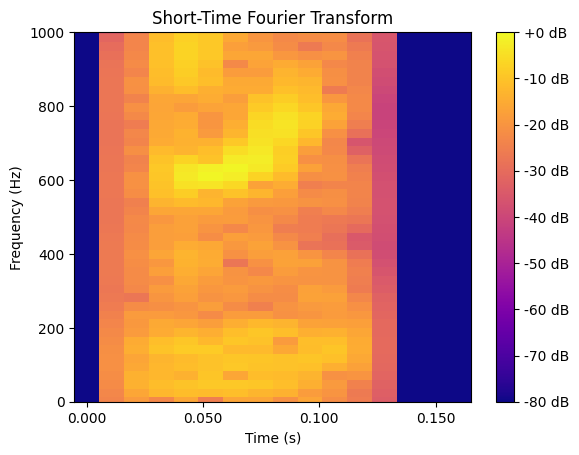 Short-Time Fourier Transform
1000
800
600
400
200
0
Frequency (Hz)
0.000
0.050
0.100
0.150
Time (s)
+0 dB
-10 dB
-20 dB
-30 dB
-40 dB
-50 dB
-60 dB
-70 dB
-80 dB